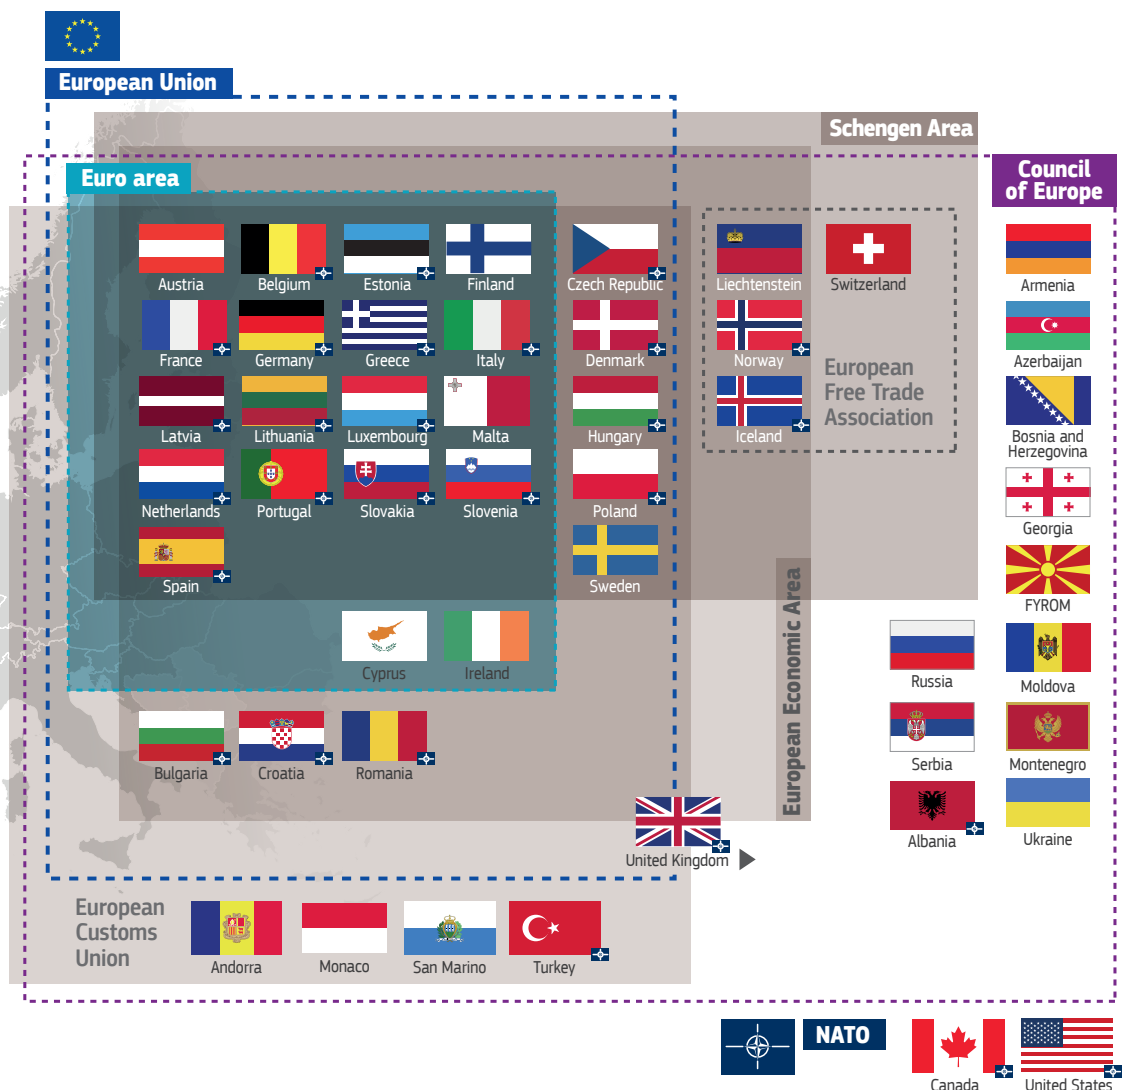 European Union
Schengen Area
Council
of Europe
Euro area
Austria
Belgium
Estonia
Finland
Czech Republic
Liechtenstein
Switzerland
Armenia
France
Germany
Greece
Italy
Denmark
Norway
European
Free Trade
Association
Azerbaijan
Latvia
Lithuania
Luxembourg
Malta
Hungary
Iceland
Bosnia and
Herzegovina
Netherlands
Portugal
Slovakia
Slovenia
Poland
Georgia
Spain
Sweden
European Economic Area
FYROM
Cyprus
Ireland
Russia
Moldova
Bulgaria
Croatia
Romania
Serbia
Montenegro
United Kingdom
Albania
Ukraine
European
Customs
Union
Andorra
Monaco
San Marino
Turkey
NATO
Canada
United States